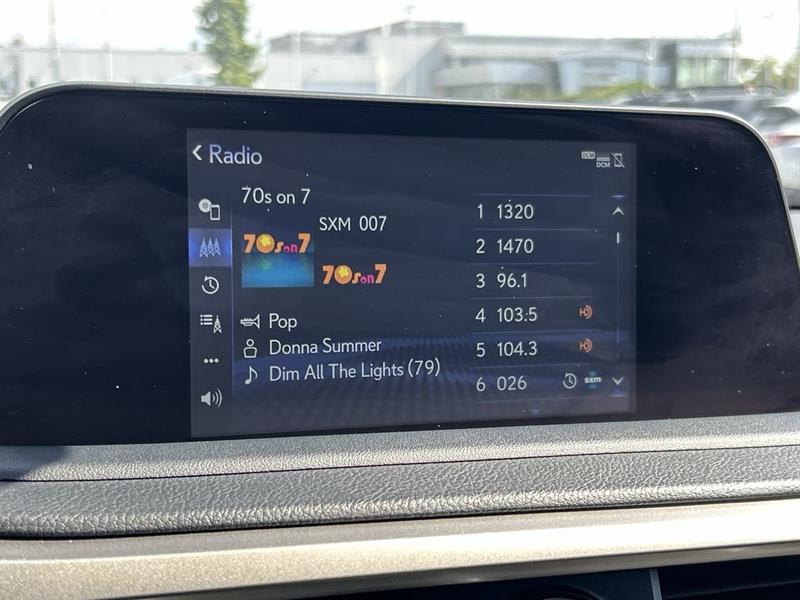 Radio
DCM
DCM
70s on 7
SXM 007
70s on 7
70s on 7
Pop
Donna Summer
Dim All The Lights (79)
1 1320
2 1470
3 96.1
4 103.5
5 104.3
6 026 sxm